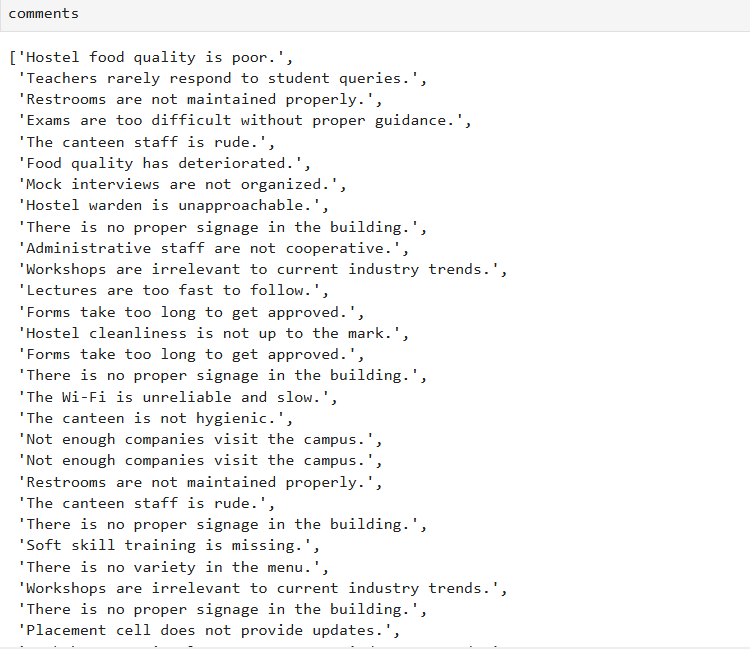 comments
['Hostel food quality is poor.',
'Teachers rarely respond to student queries.',
'Restrooms are not maintained properly.',
'Exams are too difficult without proper guidance.',
'The canteen staff is rude.',
'Food quality has deteriorated.',
'Mock interviews are not organized.',
'Hostel warden is unapproachable.',
'There is no proper signage in the building.',
'Administrative staff are not cooperative.',
'Workshops are irrelevant to current industry trends.',
'Lectures are too fast to follow.',
'Forms take too long to get approved.',
'Hostel cleanliness is not up to the mark.',
'Forms take too long to get approved.',
'There is no proper signage in the building.',
'The Wi-Fi is unreliable and slow.',
'The canteen is not hygienic.',
'Not enough companies visit the campus.',
'Not enough companies visit the campus.',
'Restrooms are not maintained properly.',
'The canteen staff is rude.',
'There is no proper signage in the building.',
'Soft skill training is missing.',
'There is no variety in the menu.',
'Workshops are irrelevant to current industry trends.',
'There is no proper signage in the building.',
'Placement cell does not provide updates.',